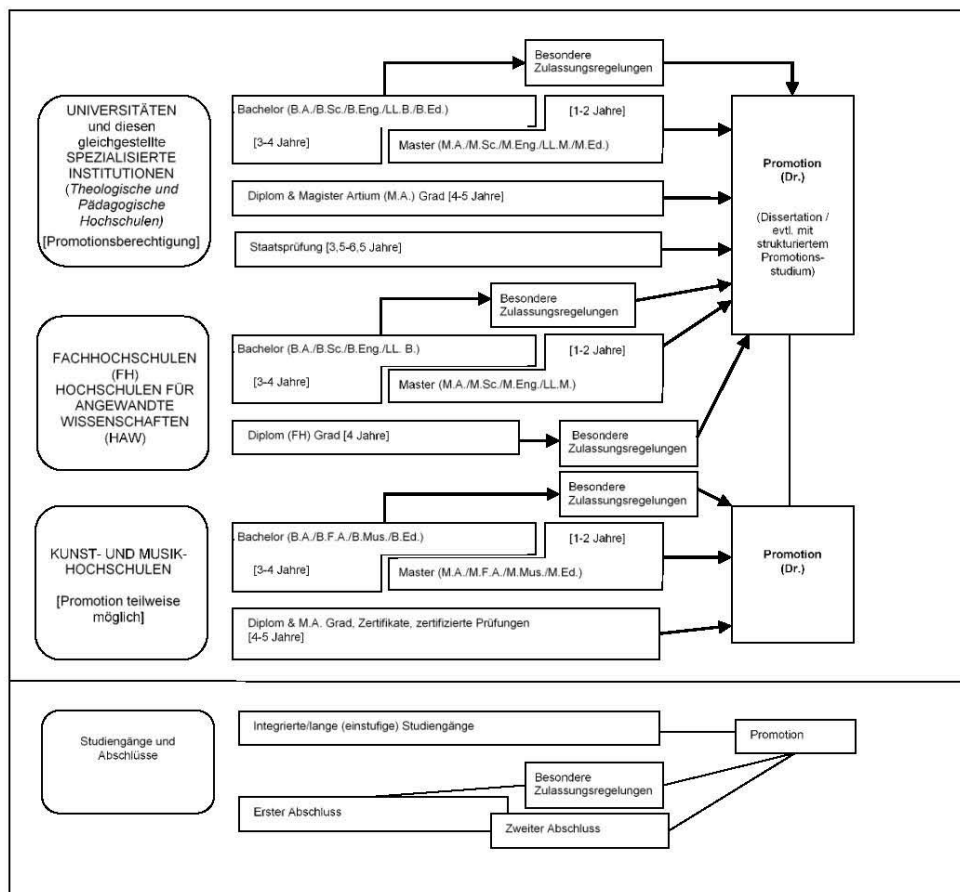 Besondere
Zulassungsregelungen
UNIVERSITÄTEN
und diesen
gleichgestellte
SPEZIALISIERTE
INSTITUTIONEN
(Theologische und
Pädagogische
Hochschulen)
[Promotionsberechtigung]
Bachelor (B.A./B.Sc./B.Eng./LL.B./B.Ed.)
[3-4 Jahre]
[1-2 Jahre]
Master (M.A./M.Sc./M.Eng./LL.M./M.Ed.)
Diplom & Magister Artium (M.A.) Grad [4-5 Jahre]
Staatsprüfung [3,5-6,5 Jahre]
Promotion
(Dr.)
(Dissertation /
evtl. mit
strukturiertem
Promotions-
studium)
Besondere
Zulassungsregelungen
FACHHOCHSCHULEN
(FH)
HOCHSCHULEN FÜR
ANGEWANDTE
WISSENSCHAFTEN
(HAW)
Bachelor (B.A./B.Sc./B.Eng./LL. B.)
[3-4 Jahre]
[1-2 Jahre]
Master (M.A./M.Sc./M.Eng./LL.M.)
Diplom (FH) Grad [4 Jahre]
Besondere
Zulassungsregelungen
Besondere
Zulassungsregelungen
KUNST- UND MUSIK-
HOCHSCHULEN
[Promotion teilweise
möglich]
Bachelor (B.A./B.F.A./B.Mus./B.Ed.)
[3-4 Jahre]
[1-2 Jahre]
Master (M.A./M.F.A./M.Mus./M.Ed.)
Diplom & M.A. Grad, Zertifikate, zertifizierte Prüfungen
[4-5 Jahre]
Promotion
(Dr.)
Studiengänge und
Abschlüsse
Integrierte/lange (einstufige) Studiengänge
Promotion
Besondere
Zulassungsregelungen
Erster Abschluss
Zweiter Abschluss